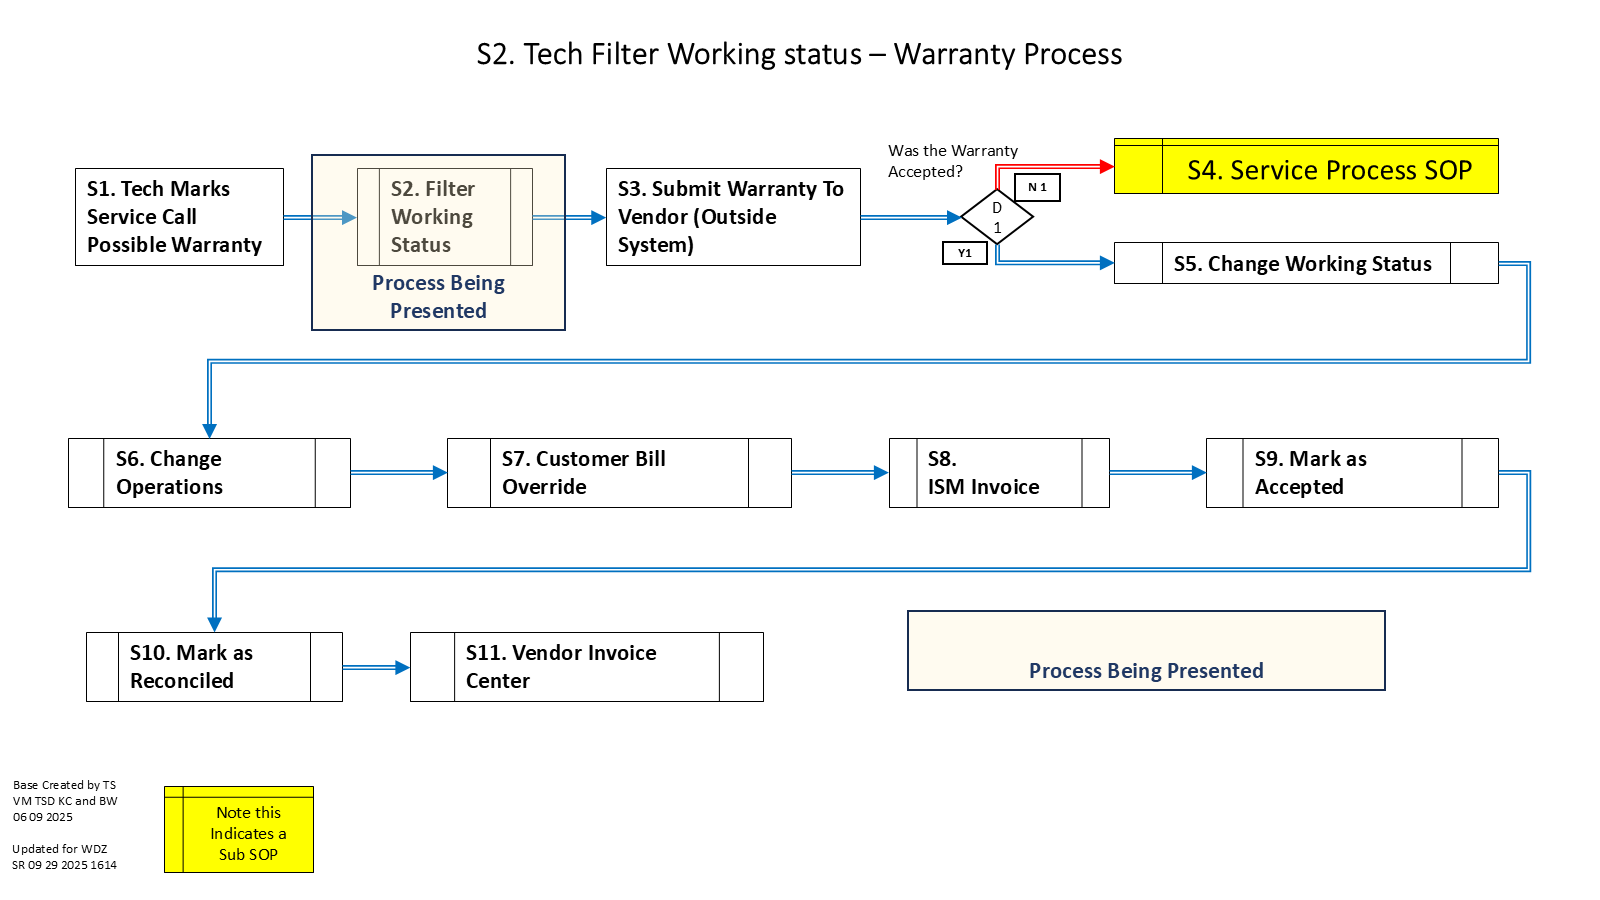 S2. Tech Filter Working status – Warranty Process
S1. Tech Marks
Service Call
Possible Warranty
S2. Filter
Working
Status
Process Being
Presented
S3. Submit Warranty To
Vendor (Outside
System)
Was the Warranty
Accepted?
D
1
N 1
Y1
S4. Service Process SOP
S5. Change Working Status
S6. Change
Operations
S7. Customer Bill
Override
S8.
ISM Invoice
S9. Mark as
Accepted
S10. Mark as
Reconciled
S11. Vendor Invoice
Center
Process Being Presented
Base Created by TS
VM TSD KC and BW
06 09 2025
Updated for WDZ
SR 09 29 2025 1614
Note this
Indicates a
Sub SOP